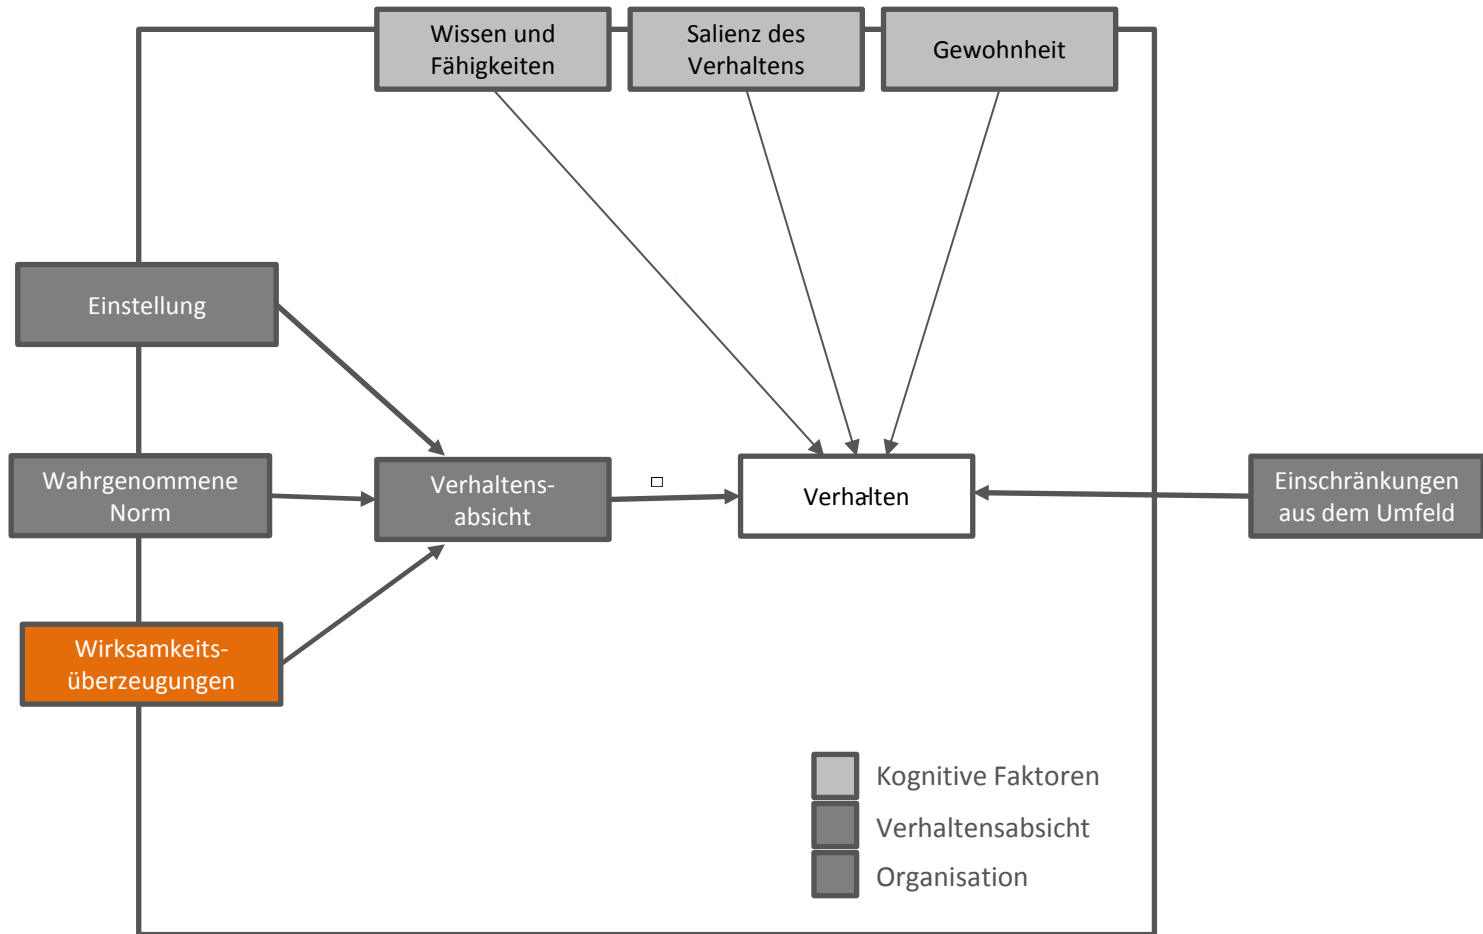 Wissen und
Fähigkeiten
Salienz des
Verhaltens
Gewohnheit
Einstellung
Wahrgenommene
Norm
Verhaltens-
absicht
Verhalten
Einschränkungen
aus dem Umfeld
Wirksamkeits-
überzeugungen
Kognitive Faktoren
Verhaltensabsicht
Organisation